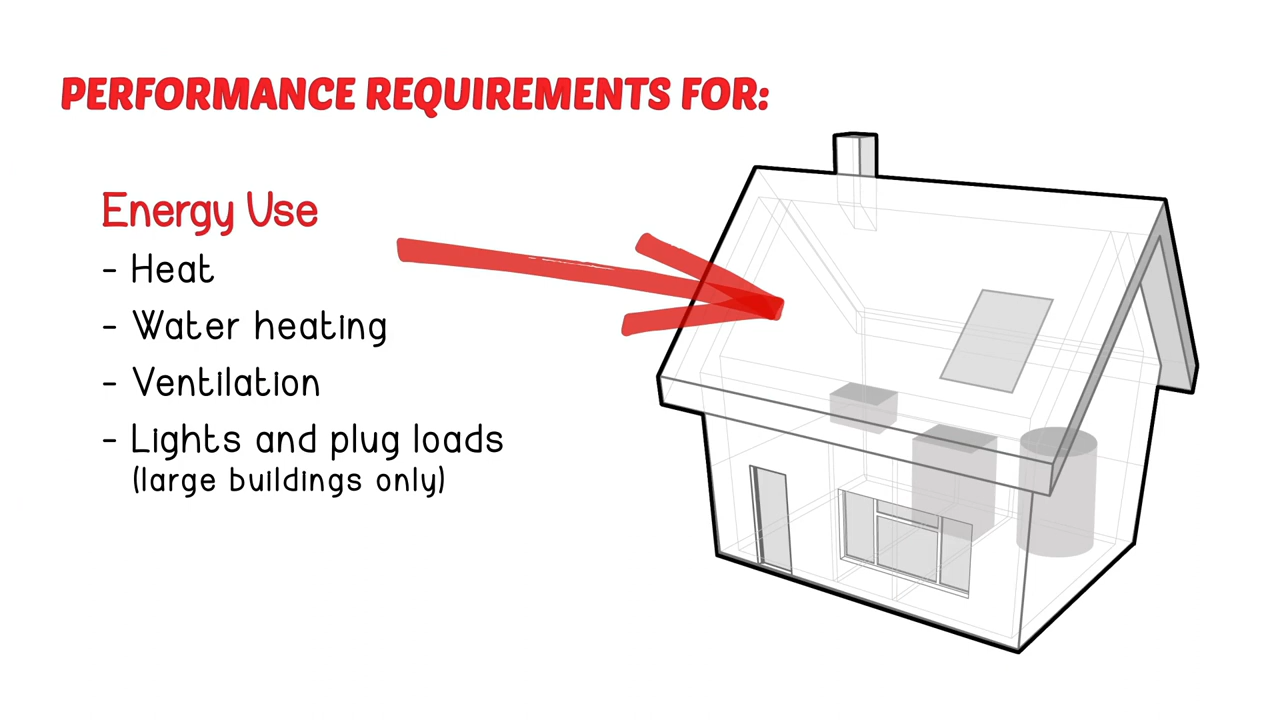 PERFORMANCE REQUIREMENTS FOR:
Energy Use
- Heat
- Water heating
- Ventilation
- Lights and plug loads
(large buildings only)